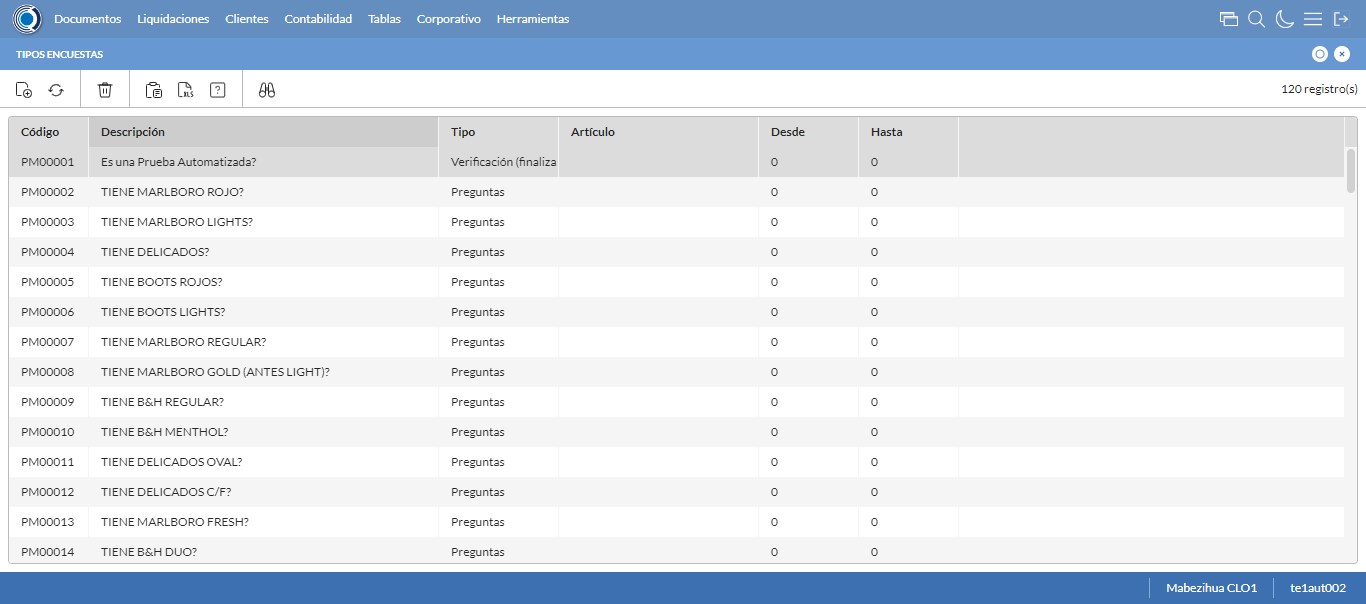 Documentos Liquidaciones Clientes Contabilidad Tablas Corporativo Herramientas
TIPOS ENCUESTAS
XLS ? 120 registro(s)
Código Descripción Tipo Artículo Desde Hasta
PM00001 Es una Prueba Automatizada? Verificación (finaliza 0 0
PM00002 TIENE MARLBORO ROJO? Preguntas 0 0
PM00003 TIENE MARLBORO LIGHTS? Preguntas 0 0
PM00004 TIENE DELICADOS? Preguntas 0 0
PM00005 TIENE BOOTS ROJOS? Preguntas 0 0
PM00006 TIENE BOOTS LIGHTS? Preguntas 0 0
PM00007 TIENE MARLBORO REGULAR? Preguntas 0 0
PM00008 TIENE MARLBORO GOLD (ANTES LIGHT)? Preguntas 0 0
PM00009 TIENE B&H REGULAR? Preguntas 0 0
PM00010 TIENE B&H MENTHOL? Preguntas 0 0
PM00011 TIENE DELICADOS OVAL? Preguntas 0 0
PM00012 TIENE DELICADOS C/F? Preguntas 0 0
PM00013 TIENE MARLBORO FRESH? Preguntas 0 0
PM00014 TIENE B&H DUO? Preguntas 0 0
Mabezihua CLO1 te1aut002